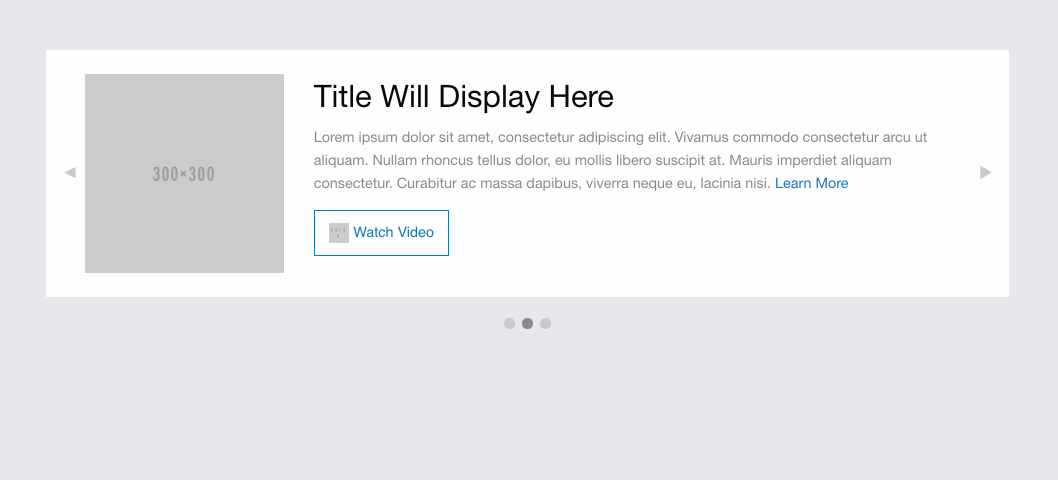 Title Will Display Here
300×300
Lorem ipsum dolor sit amet, consectetur adipiscing elit. Vivamus commodo consectetur arcu ut
aliquam. Nullam rhoncus tellus dolor, eu mollis libero suscipit at. Mauris imperdiet aliquam
consectetur. Curabitur ac massa dapibus, viverra neque eu, lacinia nisi. Learn More
Watch Video